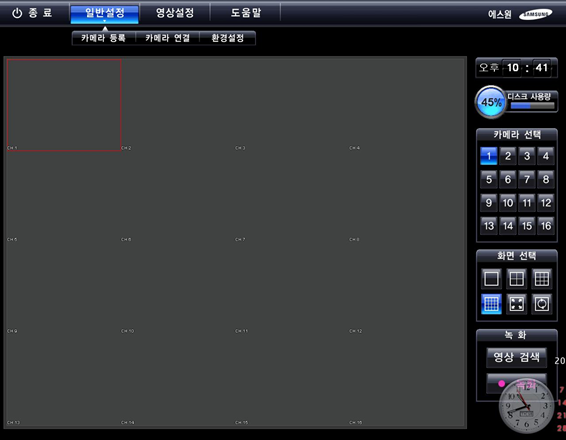 종 료 일반설정 영상설정 도움말 에스원 SAMSUNG
카메라 등록 카메라 연결 환경설정
오후 10 : 41
45% 디스크 사용량
카메라 선택
1 2 3 4
5 6 7 8
9 10 11 12
13 14 15 16
화면 선택
녹 화
영상 검색
CH 1 CH 2 CH 3 CH 4
CH 5 CH 6 CH 7 CH 8
CH 9 CH 10 CH 11 CH 12
CH 13 CH 14 CH 15 CH 16
20
7
14
21
28